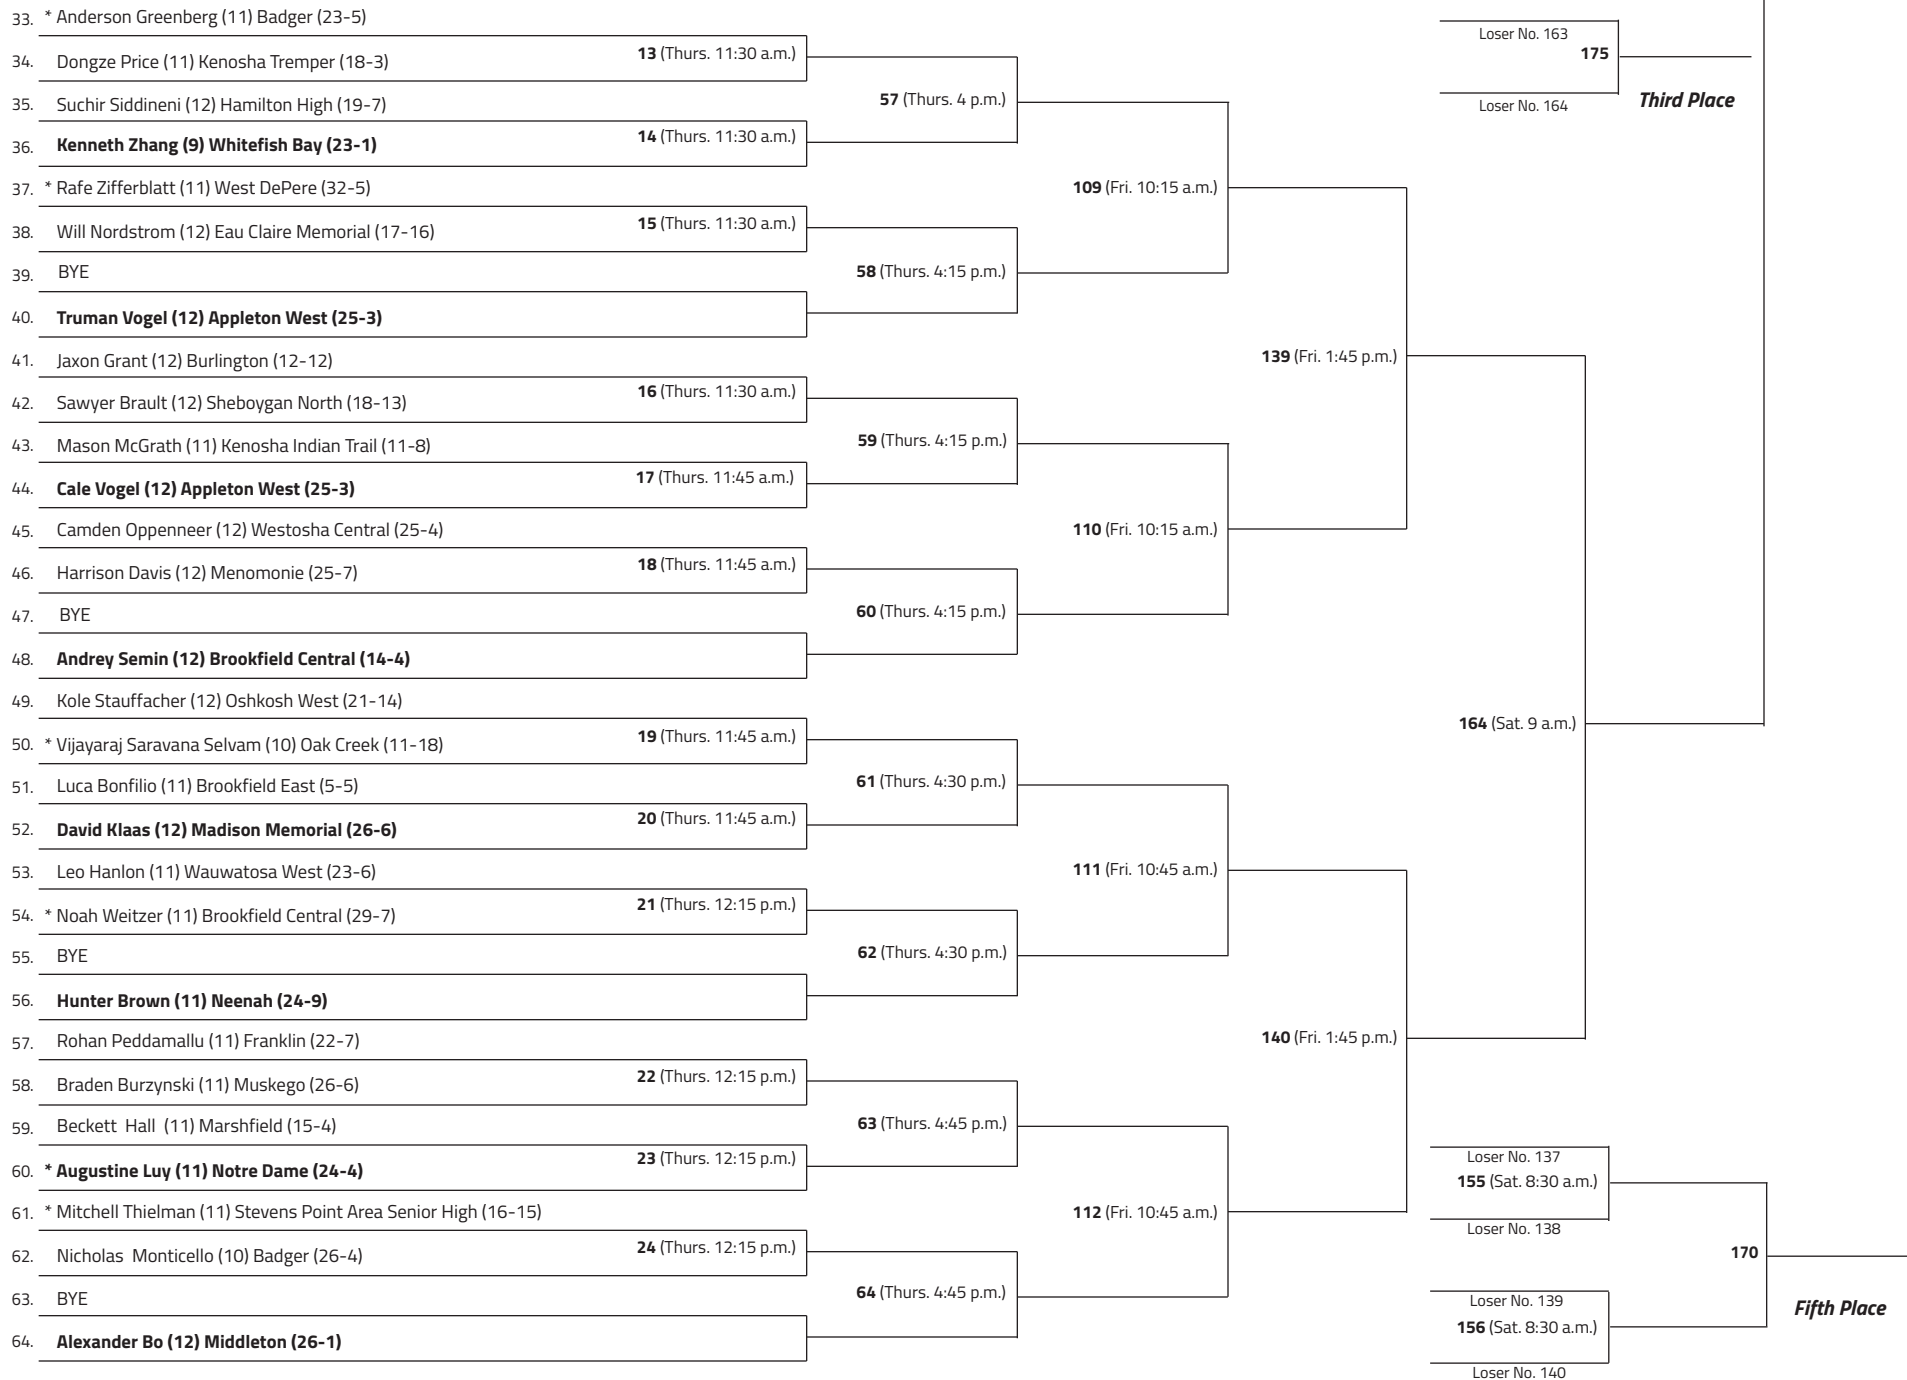 33. * Anderson Greenberg (11) Badger (23-5)
34. Dongze Price (11) Kenosha Tremper (18-3)
13 (Thurs. 11:30 a.m.)
35. Suchir Siddineni (12) Hamilton High (19-7)
57 (Thurs. 4 p.m.)
36. Kenneth Zhang (9) Whitefish Bay (23-1)
14 (Thurs. 11:30 a.m.)
37. * Rafe Zifferblatt (11) West DePere (32-5)
109 (Fri. 10:15 a.m.)
38. Will Nordstrom (12) Eau Claire Memorial (17-16)
15 (Thurs. 11:30 a.m.)
39. BYE
58 (Thurs. 4:15 p.m.)
40. Truman Vogel (12) Appleton West (25-3)
41. Jaxon Grant (12) Burlington (12-12)
139 (Fri. 1:45 p.m.)
42. Sawyer Brault (12) Sheboygan North (18-13)
16 (Thurs. 11:30 a.m.)
43. Mason McGrath (11) Kenosha Indian Trail (11-8)
59 (Thurs. 4:15 p.m.)
44. Cale Vogel (12) Appleton West (25-3)
17 (Thurs. 11:45 a.m.)
45. Camden Oppenneer (12) Westosha Central (25-4)
110 (Fri. 10:15 a.m.)
46. Harrison Davis (12) Menomonie (25-7)
18 (Thurs. 11:45 a.m.)
47. BYE
60 (Thurs. 4:15 p.m.)
48. Andrey Semin (12) Brookfield Central (14-4)
49. Kole Stauffacher (12) Oshkosh West (21-14)
164 (Sat. 9 a.m.)
50. * Vijayaraj Saravana Selvam (10) Oak Creek (11-18)
19 (Thurs. 11:45 a.m.)
51. Luca Bonfilio (11) Brookfield East (5-5)
61 (Thurs. 4:30 p.m.)
52. David Klaas (12) Madison Memorial (26-6)
20 (Thurs. 11:45 a.m.)
53. Leo Hanlon (11) Wauwatosa West (23-6)
111 (Fri. 10:45 a.m.)
54. * Noah Weitzer (11) Brookfield Central (29-7)
21 (Thurs. 12:15 p.m.)
55. BYE
62 (Thurs. 4:30 p.m.)
56. Hunter Brown (11) Neenah (24-9)
57. Rohan Peddamallu (11) Franklin (22-7)
140 (Fri. 1:45 p.m.)
58. Braden Burzynski (11) Muskego (26-6)
22 (Thurs. 12:15 p.m.)
59. Beckett Hall (11) Marshfield (15-4)
63 (Thurs. 4:45 p.m.)
60. * Augustine Luy (11) Notre Dame (24-4)
23 (Thurs. 12:15 p.m.)
61. * Mitchell Thielman (11) Stevens Point Area Senior High (16-15)
112 (Fri. 10:45 a.m.)
62. Nicholas Monticello (10) Badger (26-4)
24 (Thurs. 12:15 p.m.)
63. BYE
64 (Thurs. 4:45 p.m.)
64. Alexander Bo (12) Middleton (26-1)
Loser No. 163
175
Loser No. 164
Third Place
Loser No. 137
155 (Sat. 8:30 a.m.)
Loser No. 138
170
Loser No. 139
156 (Sat. 8:30 a.m.)
Fifth Place
Loser No. 140